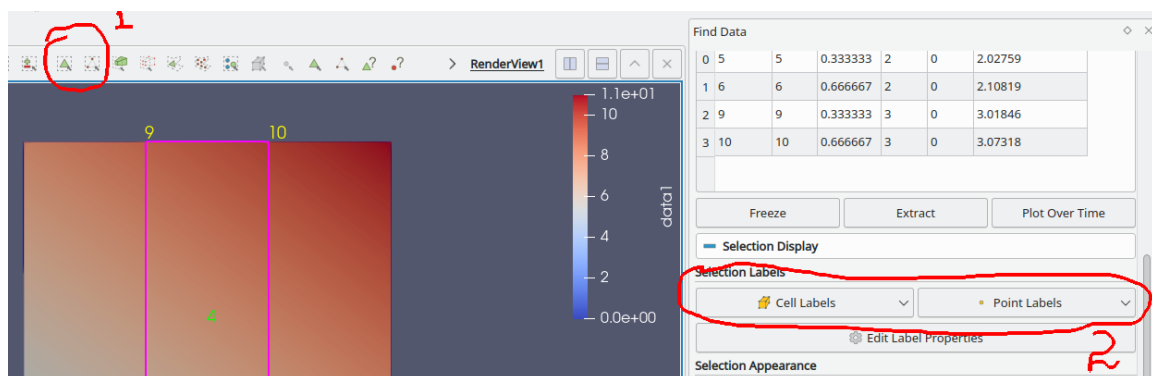 1
Find Data
RenderView1
0 5 5 0.333333 2 0 2.02759
1 6 6 0.666667 2 0 2.10819
2 9 9 0.333333 3 0 3.01846
3 10 10 0.666667 3 0 3.07318
Freeze Extract Plot Over Time
Selection Display
Selection Labels
Cell Labels Point Labels
Edit Label Properties
Selection Appearance
2
9 10
6
1.1e+01
10
8
6
4
2
0.0e+00
data1